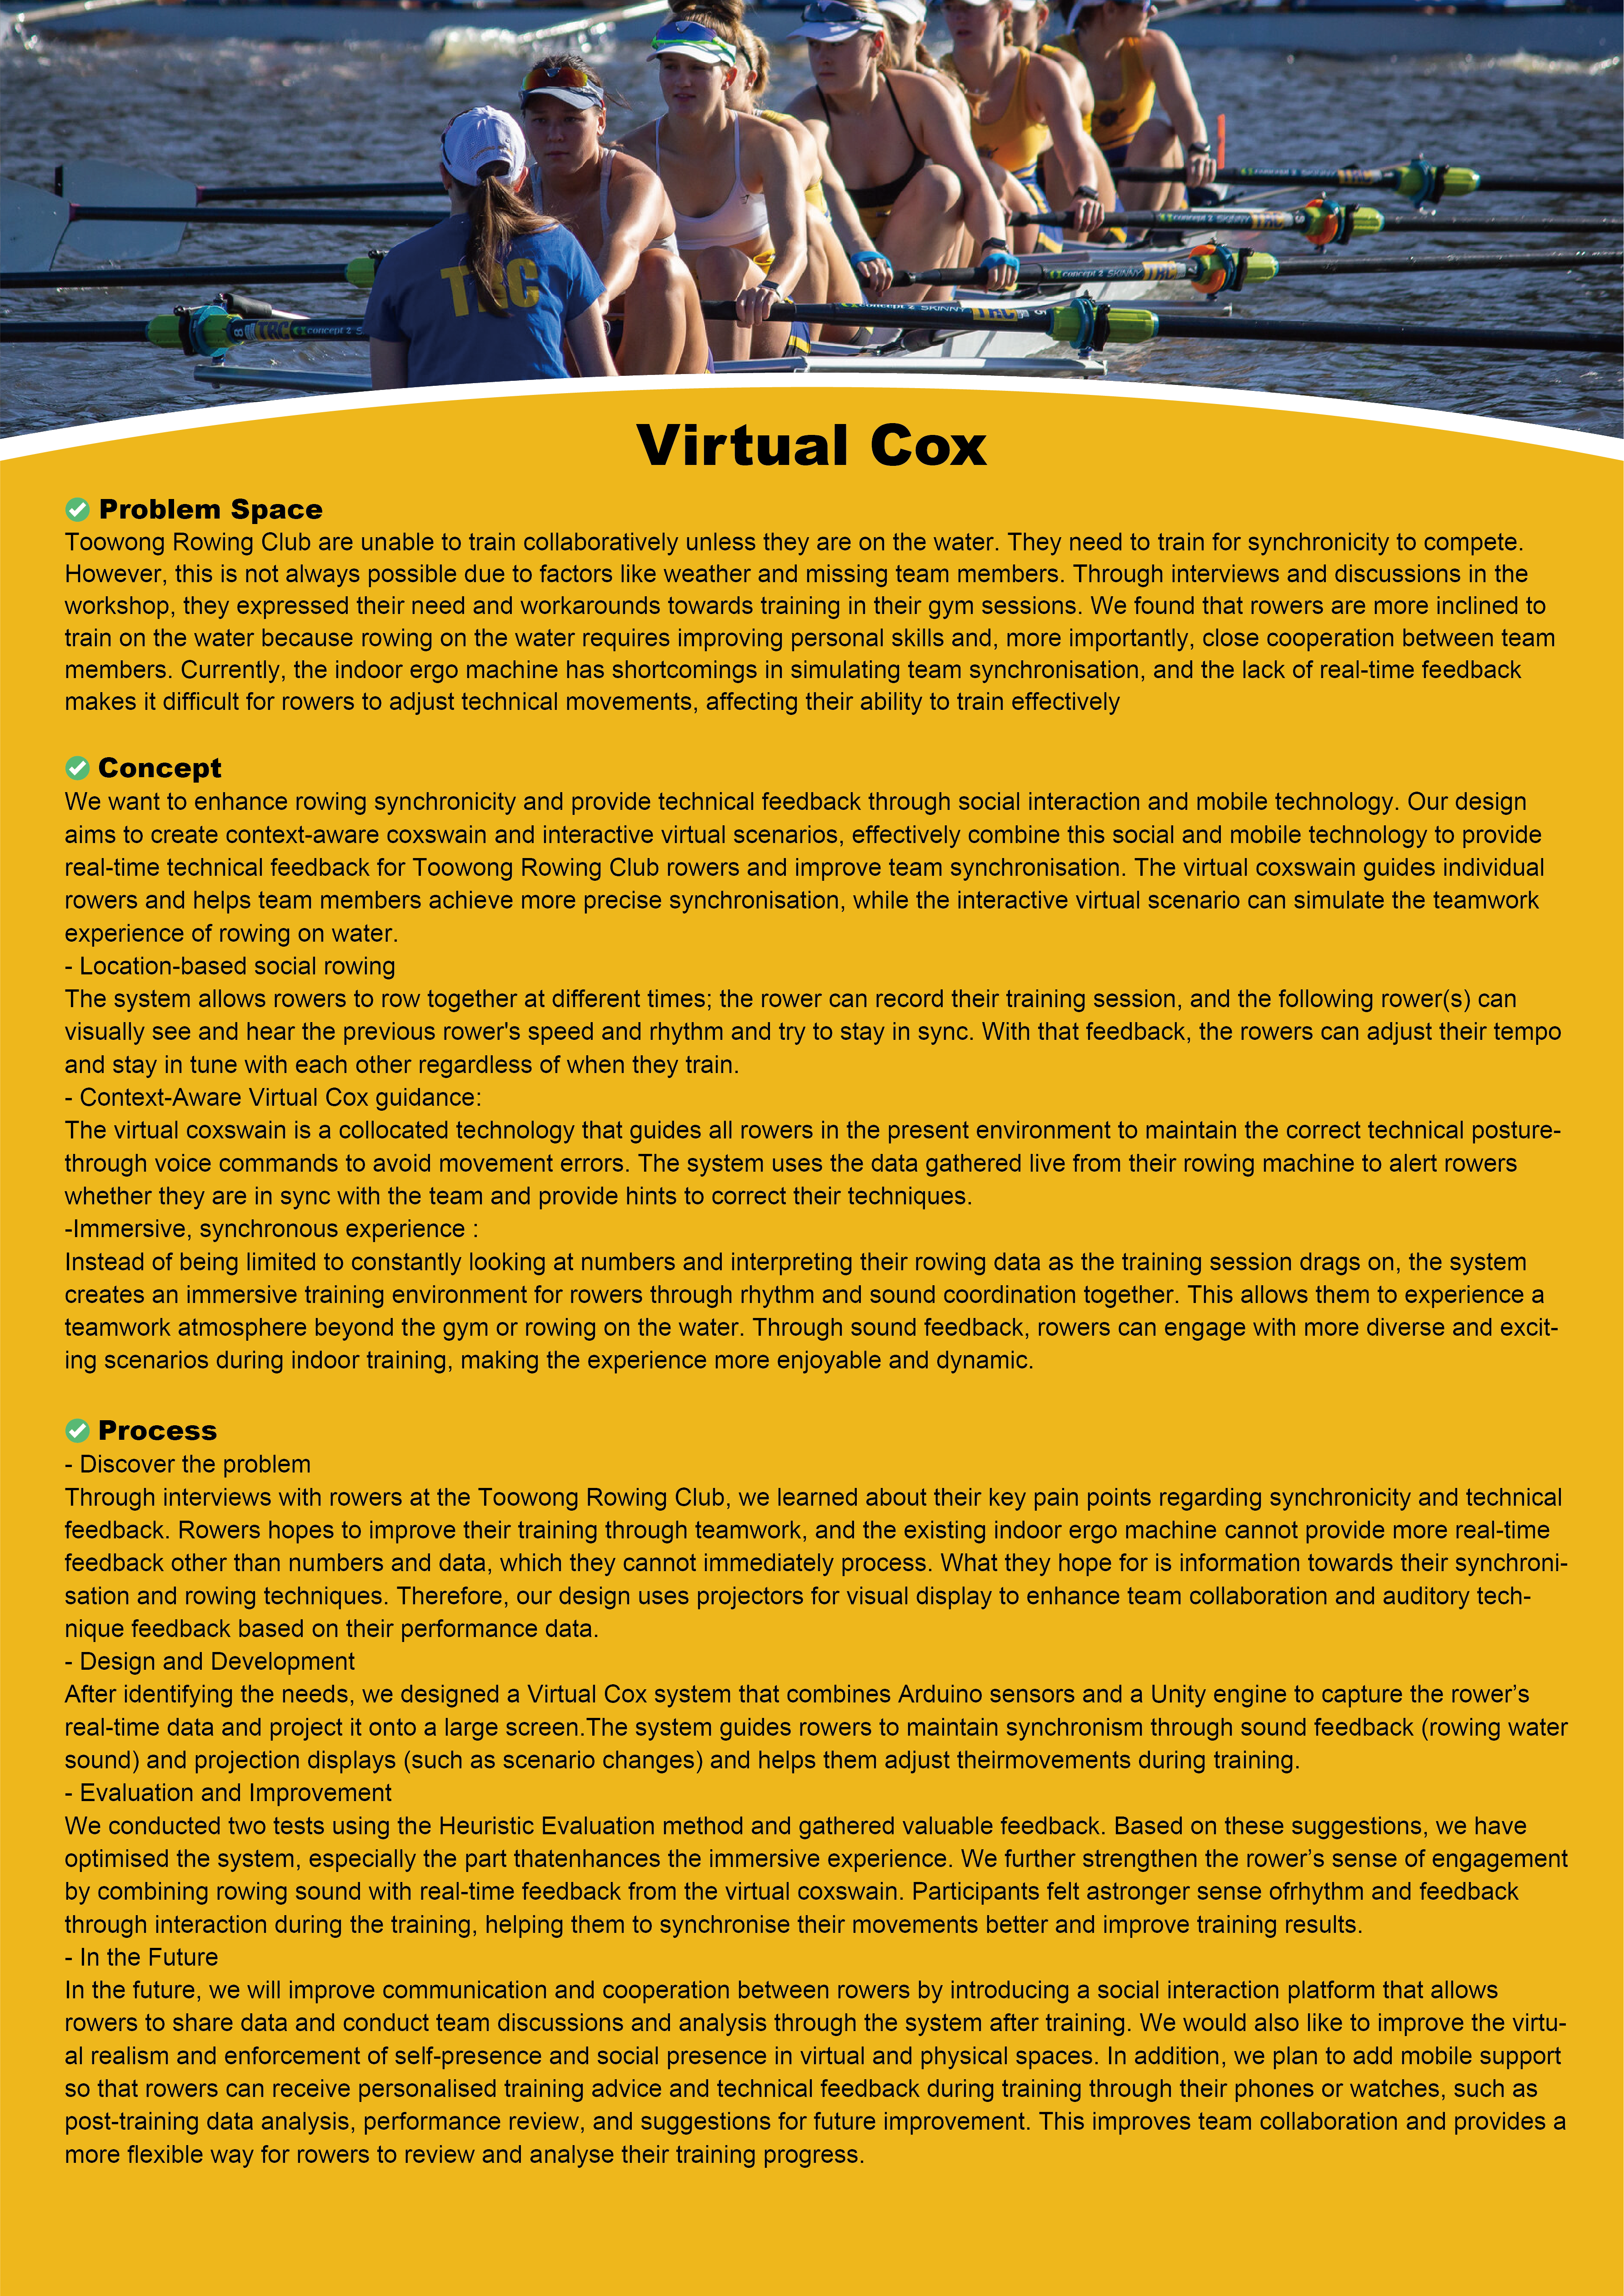 TRC
concept 2 SKINNY TRC
concept 2 SKINNY TRC
concept 2 SKINNY TRC
concept 2 SKINNY TRC
8 TRC concept 2 S
Virtual Cox
Problem Space
Toowong Rowing Club are unable to train collaboratively unless they are on the water. They need to train for synchronicity to compete.
However, this is not always possible due to factors like weather and missing team members. Through interviews and discussions in the
workshop, they expressed their need and workarounds towards training in their gym sessions. We found that rowers are more inclined to
train on the water because rowing on the water requires improving personal skills and, more importantly, close cooperation between team
members. Currently, the indoor ergo machine has shortcomings in simulating team synchronisation, and the lack of real-time feedback
makes it difficult for rowers to adjust technical movements, affecting their ability to train effectively
Concept
We want to enhance rowing synchronicity and provide technical feedback through social interaction and mobile technology. Our design
aims to create context-aware coxswain and interactive virtual scenarios, effectively combine this social and mobile technology to provide
real-time technical feedback for Toowong Rowing Club rowers and improve team synchronisation. The virtual coxswain guides individual
rowers and helps team members achieve more precise synchronisation, while the interactive virtual scenario can simulate the teamwork
experience of rowing on water.
- Location-based social rowing
The system allows rowers to row together at different times; the rower can record their training session, and the following rower(s) can
visually see and hear the previous rower's speed and rhythm and try to stay in sync. With that feedback, the rowers can adjust their tempo
and stay in tune with each other regardless of when they train.
- Context-Aware Virtual Cox guidance:
The virtual coxswain is a collocated technology that guides all rowers in the present environment to maintain the correct technical posture-
through voice commands to avoid movement errors. The system uses the data gathered live from their rowing machine to alert rowers
whether they are in sync with the team and provide hints to correct their techniques.
-Immersive, synchronous experience :
Instead of being limited to constantly looking at numbers and interpreting their rowing data as the training session drags on, the system
creates an immersive training environment for rowers through rhythm and sound coordination together. This allows them to experience a
teamwork atmosphere beyond the gym or rowing on the water. Through sound feedback, rowers can engage with more diverse and excit-
ing scenarios during indoor training, making the experience more enjoyable and dynamic.
Process
- Discover the problem
Through interviews with rowers at the Toowong Rowing Club, we learned about their key pain points regarding synchronicity and technical
feedback. Rowers hopes to improve their training through teamwork, and the existing indoor ergo machine cannot provide more real-time
feedback other than numbers and data, which they cannot immediately process. What they hope for is information towards their synchroni-
sation and rowing techniques. Therefore, our design uses projectors for visual display to enhance team collaboration and auditory tech-
nique feedback based on their performance data.
- Design and Development
After identifying the needs, we designed a Virtual Cox system that combines Arduino sensors and a Unity engine to capture the rower’s
real-time data and project it onto a large screen.The system guides rowers to maintain synchronism through sound feedback (rowing water
sound) and projection displays (such as scenario changes) and helps them adjust theirmovements during training.
- Evaluation and Improvement
We conducted two tests using the Heuristic Evaluation method and gathered valuable feedback. Based on these suggestions, we have
optimised the system, especially the part thatenhances the immersive experience. We further strengthen the rower’s sense of engagement
by combining rowing sound with real-time feedback from the virtual coxswain. Participants felt astronger sense ofrhythm and feedback
through interaction during the training, helping them to synchronise their movements better and improve training results.
- In the Future
In the future, we will improve communication and cooperation between rowers by introducing a social interaction platform that allows
rowers to share data and conduct team discussions and analysis through the system after training. We would also like to improve the virtu-
al realism and enforcement of self-presence and social presence in virtual and physical spaces. In addition, we plan to add mobile support
so that rowers can receive personalised training advice and technical feedback during training through their phones or watches, such as
post-training data analysis, performance review, and suggestions for future improvement. This improves team collaboration and provides a
more flexible way for rowers to review and analyse their training progress.